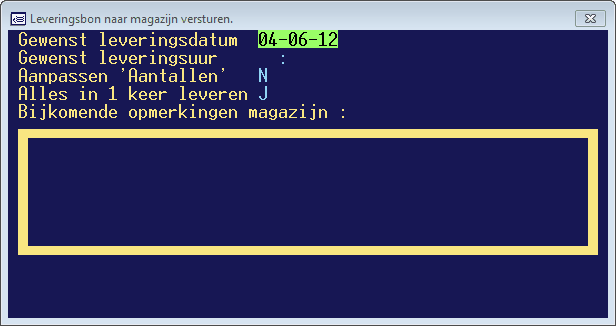 Leveringsbon naar magazijn versturen.
Gewenst leveringsdatum 04-06-12
Gewenst leveringsuur :
Aanpassen 'Aantallen' N
Alles in 1 keer leveren J
Bijkomende opmerkingen magazijn :